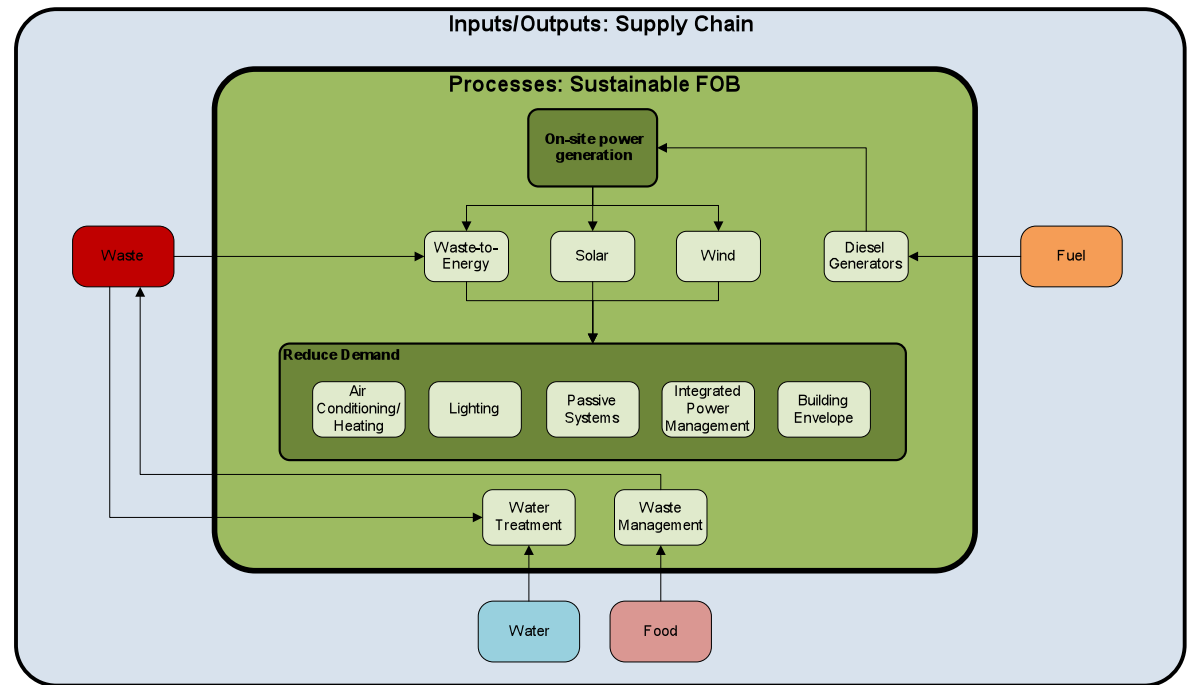 Inputs/Outputs: Supply Chain
Processes: Sustainable FOB
On-site power
generation
Waste
Waste-to-
Energy
Solar
Wind
Diesel
Generators
Fuel
Reduce Demand
Air
Conditioning/
Heating
Lighting
Passive
Systems
Integrated
Power
Management
Building
Envelope
Water
Treatment
Waste
Management
Water
Food